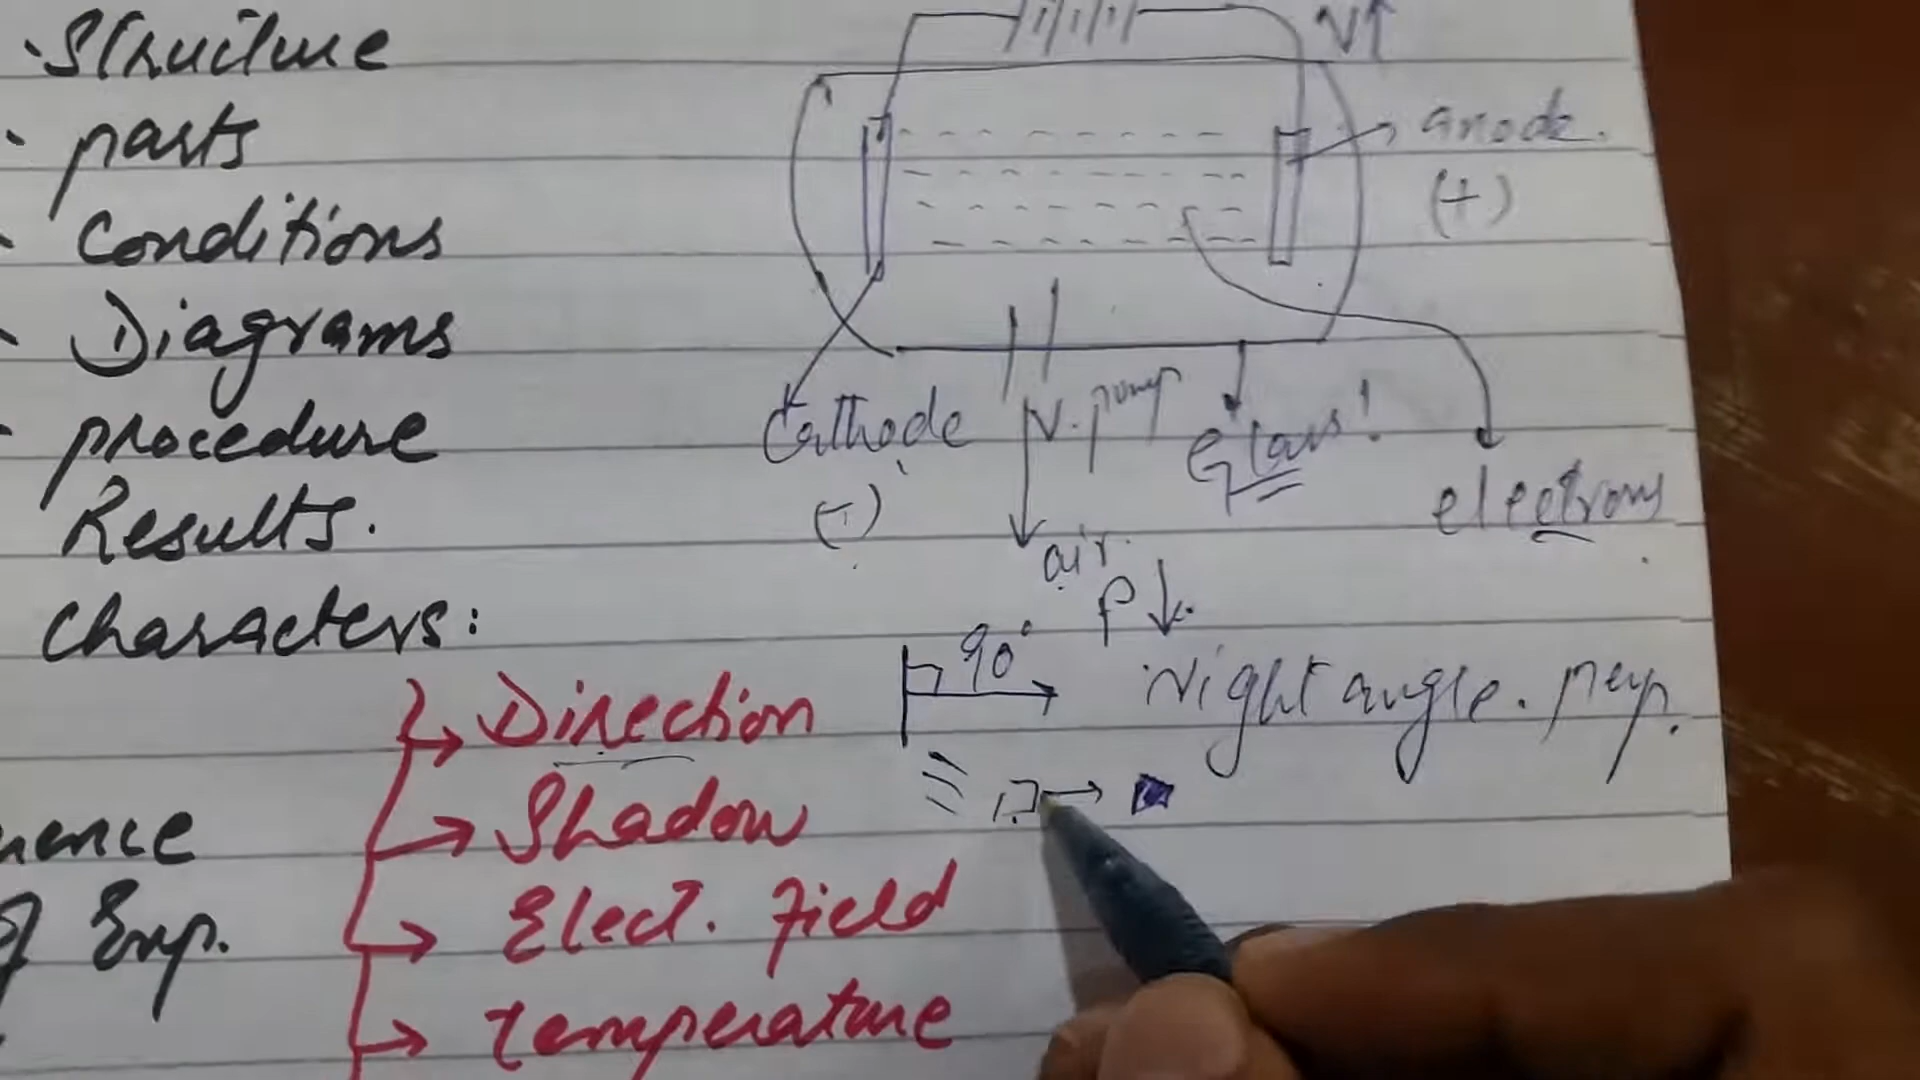 Structure
parts
Conditions
Diagrams
procedure
Results.
Characters:
Direction
Shadow
Elect. Field
temperature
of Exp.
V↑
anode.
(+)
Cathode
(-)
V. pump
Glass!
electrons
air.
P↓
90°
right angle. perp.